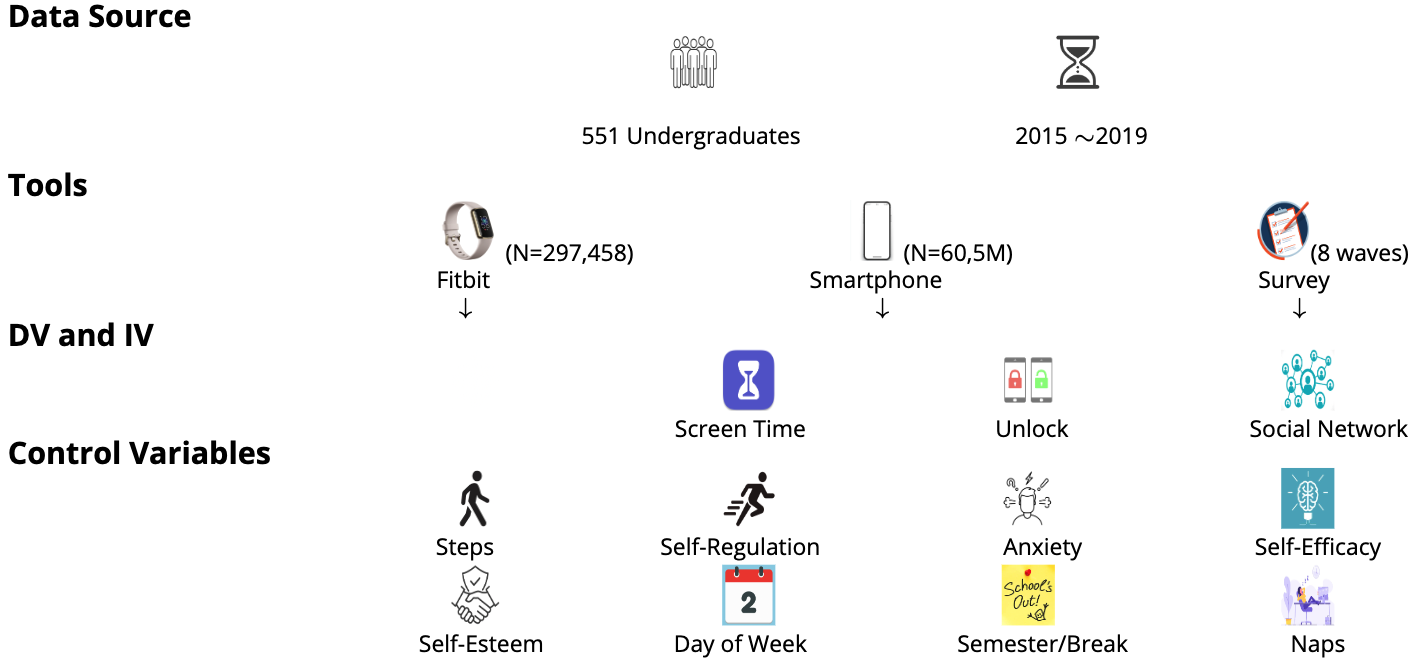 Data Source
551 Undergraduates
2015 ∼2019
Tools
(N=297,458)
(N=60,5M)
(8 waves)
Fitbit
Smartphone
Survey
↓
↓
↓
DV and IV
Screen Time
Unlock
Social Network
Control Variables
Steps
Self-Regulation
Anxiety
Self-Efficacy
2
School's
Out!
Self-Esteem
Day of Week
Semester/Break
Naps